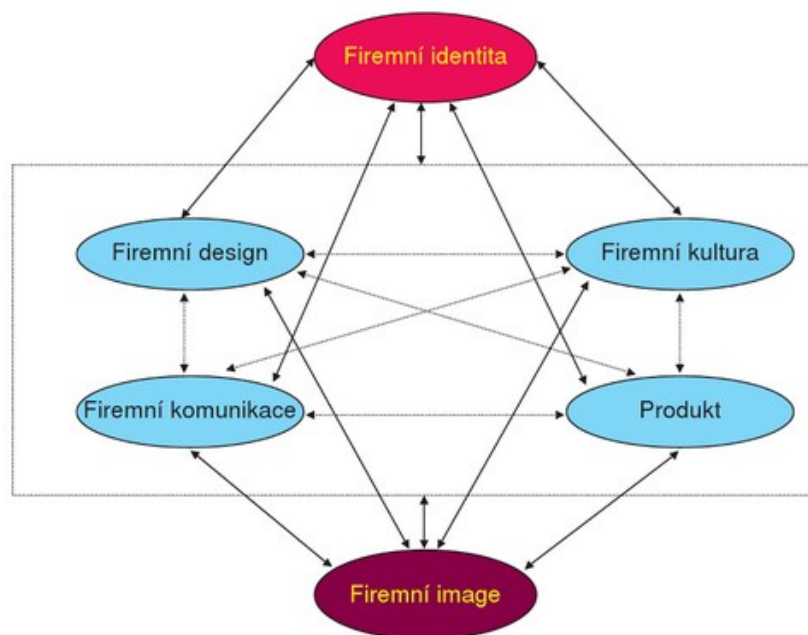 Firemní identita
Firemní design
Firemní kultura
Firemní komunikace
Produkt
Firemní image